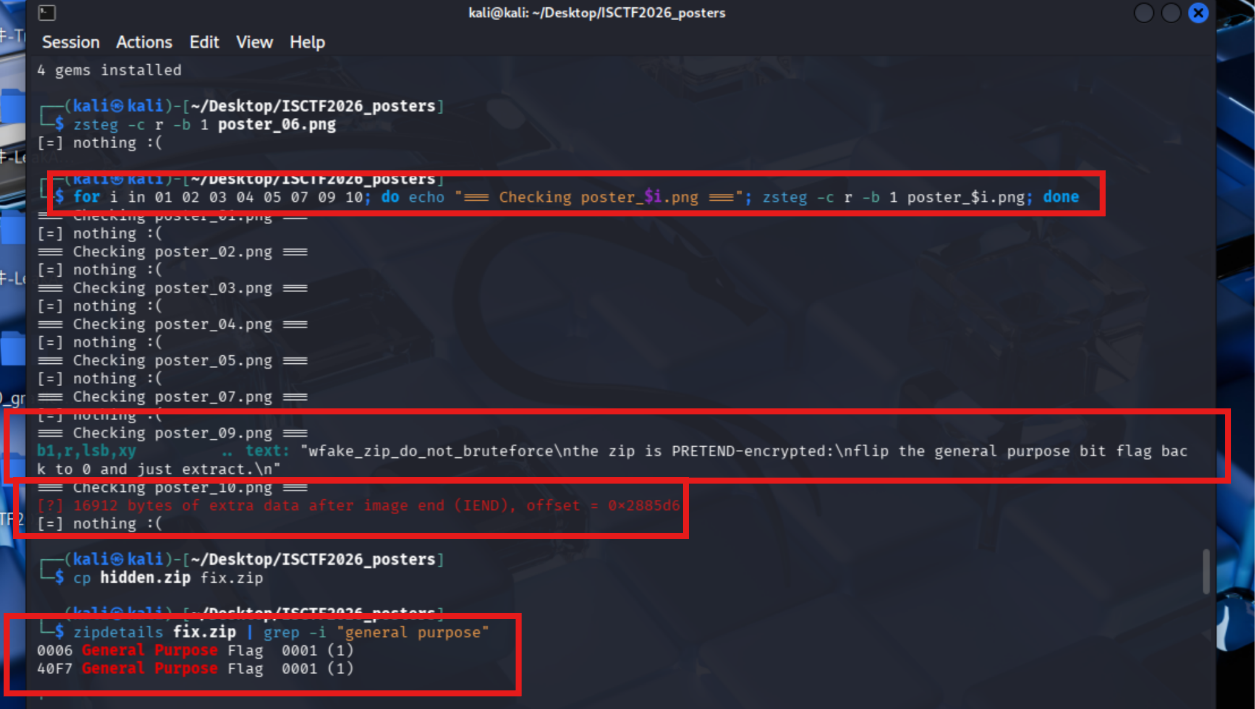 kali@kali: ~/Desktop/ISCTF2026_posters
Session Actions Edit View Help
4 gems installed
┌──(kali㉿kali)-[~/Desktop/ISCTF2026_posters]
└─$ zsteg -c r -b 1 poster_06.png
[=] nothing :(
┌──(kali㉿kali)-[~/Desktop/ISCTF2026_posters]
└─$ for i in 01 02 03 04 05 07 09 10; do echo "=== Checking poster_$i.png ==="; zsteg -c r -b 1 poster_$i.png; done
=== Checking poster_01.png ===
[=] nothing :(
=== Checking poster_02.png ===
[=] nothing :(
=== Checking poster_03.png ===
[=] nothing :(
=== Checking poster_04.png ===
[=] nothing :(
=== Checking poster_05.png ===
[=] nothing :(
=== Checking poster_07.png ===
[=] nothing :(
=== Checking poster_09.png ===
b1,r,lsb,xy .. text: "wfake_zip_do_not_bruteforce\nthe zip is PRETEND-encrypted:\nflip the general purpose bit flag bac
k to 0 and just extract.\n"
=== Checking poster_10.png ===
[?] 16912 bytes of extra data after image end (IEND), offset = 0x2885d6
[=] nothing :(
┌──(kali㉿kali)-[~/Desktop/ISCTF2026_posters]
└─$ cp hidden.zip fix.zip
┌──(kali㉿kali)-[~/Desktop/ISCTF2026_posters]
└─$ zipdetails fix.zip | grep -i "general purpose"
0006 General Purpose Flag 0001 (1)
40F7 General Purpose Flag 0001 (1)